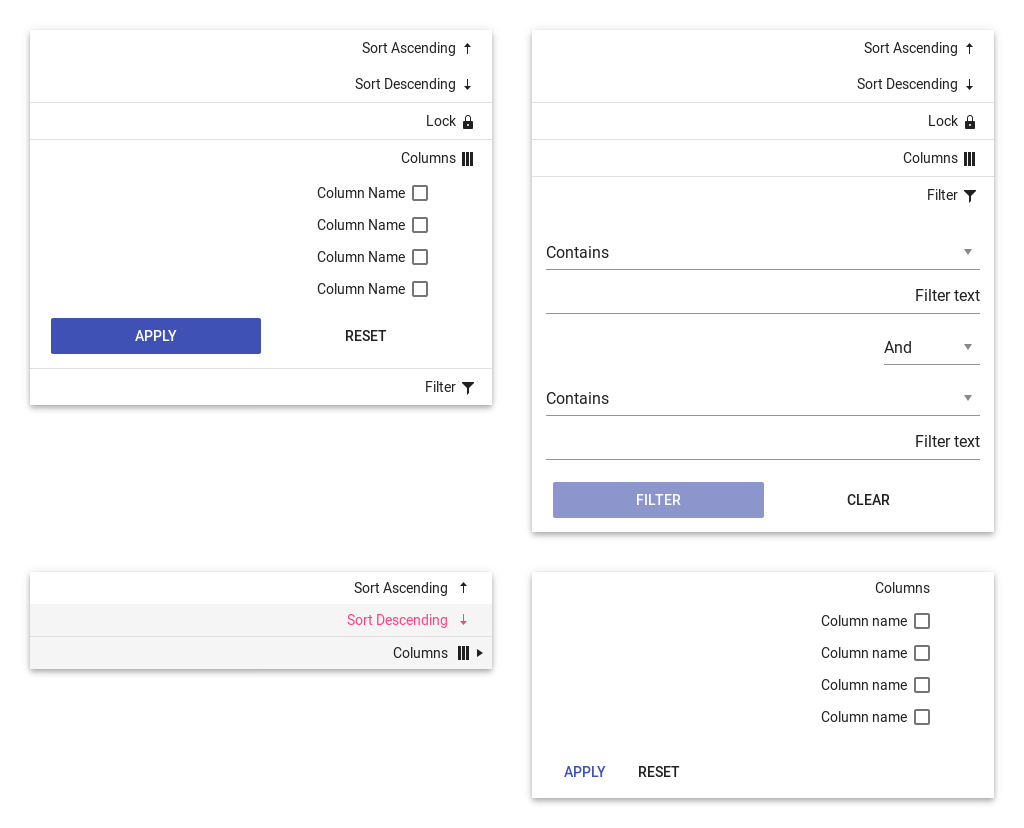 Sort Ascending
Sort Descending
Lock
Columns
Column Name
Column Name
Column Name
Column Name
APPLY RESET
Filter
Sort Ascending
Sort Descending
Lock
Columns
Filter
Contains
Filter text
And
Contains
Filter text
FILTER CLEAR
Sort Ascending
Sort Descending
Columns
Columns
Column name
Column name
Column name
Column name
APPLY RESET